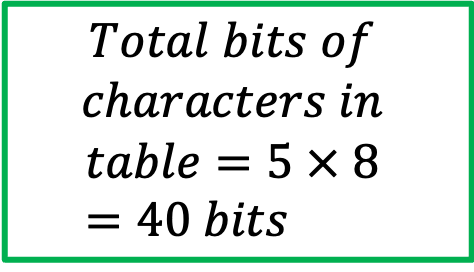 Total bits of
characters in
table = 5 × 8
= 40 bits